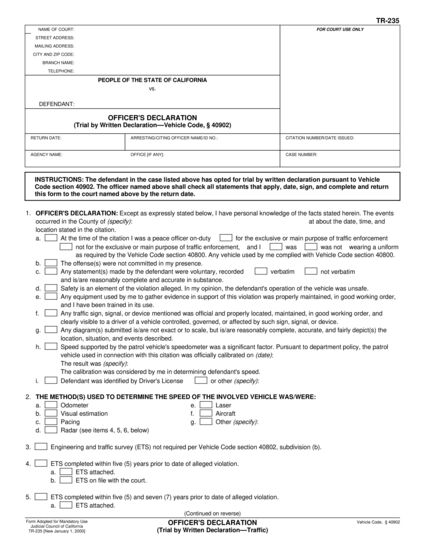 TR-235
NAME OF COURT:
STREET ADDRESS:
MAILING ADDRESS:
CITY AND ZIP CODE:
BRANCH NAME:
TELEPHONE:
FOR COURT USE ONLY
PEOPLE OF THE STATE OF CALIFORNIA
vs.
DEFENDANT:
OFFICER'S DECLARATION
(Trial by Written Declaration—Vehicle Code, § 40902)
RETURN DATE:
ARRESTING/CITING OFFICER NAME/ID NO.:
CITATION NUMBER/DATE ISSUED:
AGENCY NAME:
OFFICE [IF ANY]:
CASE NUMBER:
INSTRUCTIONS: The defendant in the case listed above has opted for trial by written declaration pursuant to Vehicle
Code section 40902. The officer named above shall check all statements that apply, date, sign, and complete and return
this form to the court named above by the return date.
1. OFFICER'S DECLARATION: Except as expressly stated below, I have personal knowledge of the facts stated herein. The events
occurred in the County of (specify): at about the date, time, and
location stated in the citation.
a. At the time of the citation I was a peace officer on-duty for the exclusive or main purpose of traffic enforcement
not for the exclusive or main purpose of traffic enforcement, and I was was not wearing a uniform
as required by the Vehicle Code section 40800. Any vehicle used by me complied with Vehicle Code section 40800.
b. The offense(s) were not committed in my presence.
c. Any statement(s) made by the defendant were voluntary, recorded verbatim not verbatim
and is/are reasonably complete and accurate in substance.
d. Safety is an element of the violation alleged. In my opinion, the defendant's operation of the vehicle was unsafe.
e. Any equipment used by me to gather evidence in support of this violation was properly maintained, in good working order,
and I have been trained in its use.
f. Any traffic sign, signal, or device mentioned was official and properly located, maintained, in good working order, and
clearly visible to a driver of a vehicle controlled, governed, or affected by such sign, signal, or device.
g. Any diagram(s) submitted is/are not exact or to scale, but is/are reasonably complete, accurate, and fairly depict(s) the
location, situation, and events described.
h. Speed supported by the patrol vehicle's speedometer was a significant factor. Pursuant to department policy, the patrol
vehicle used in connection with this citation was officially calibrated on (date):
The result was (specify):
The calibration was considered by me in determining defendant's speed.
i. Defendant was identified by Driver's License or other (specify):
2. THE METHOD(S) USED TO DETERMINE THE SPEED OF THE INVOLVED VEHICLE WAS/WERE:
a. Odometer e. Laser
b. Visual estimation f. Aircraft
c. Pacing g. Other (specify):
d. Radar (see items 4, 5, 6, below)
3. Engineering and traffic survey (ETS) not required per Vehicle Code section 40902, subdivision (b).
4. ETS completed within five (5) years prior to date of alleged violation.
a. ETS attached.
b. ETS on file with the court.
5. ETS completed within five (5) and seven (7) years prior to date of alleged violation.
a. ETS attached.
(Continued on reverse)
Form Adopted for Mandatory Use
Judicial Council of California
TR-235 [New January 1, 2000]
OFFICER'S DECLARATION
(Trial by Written Declaration—Traffic)
Vehicle Code, § 40902